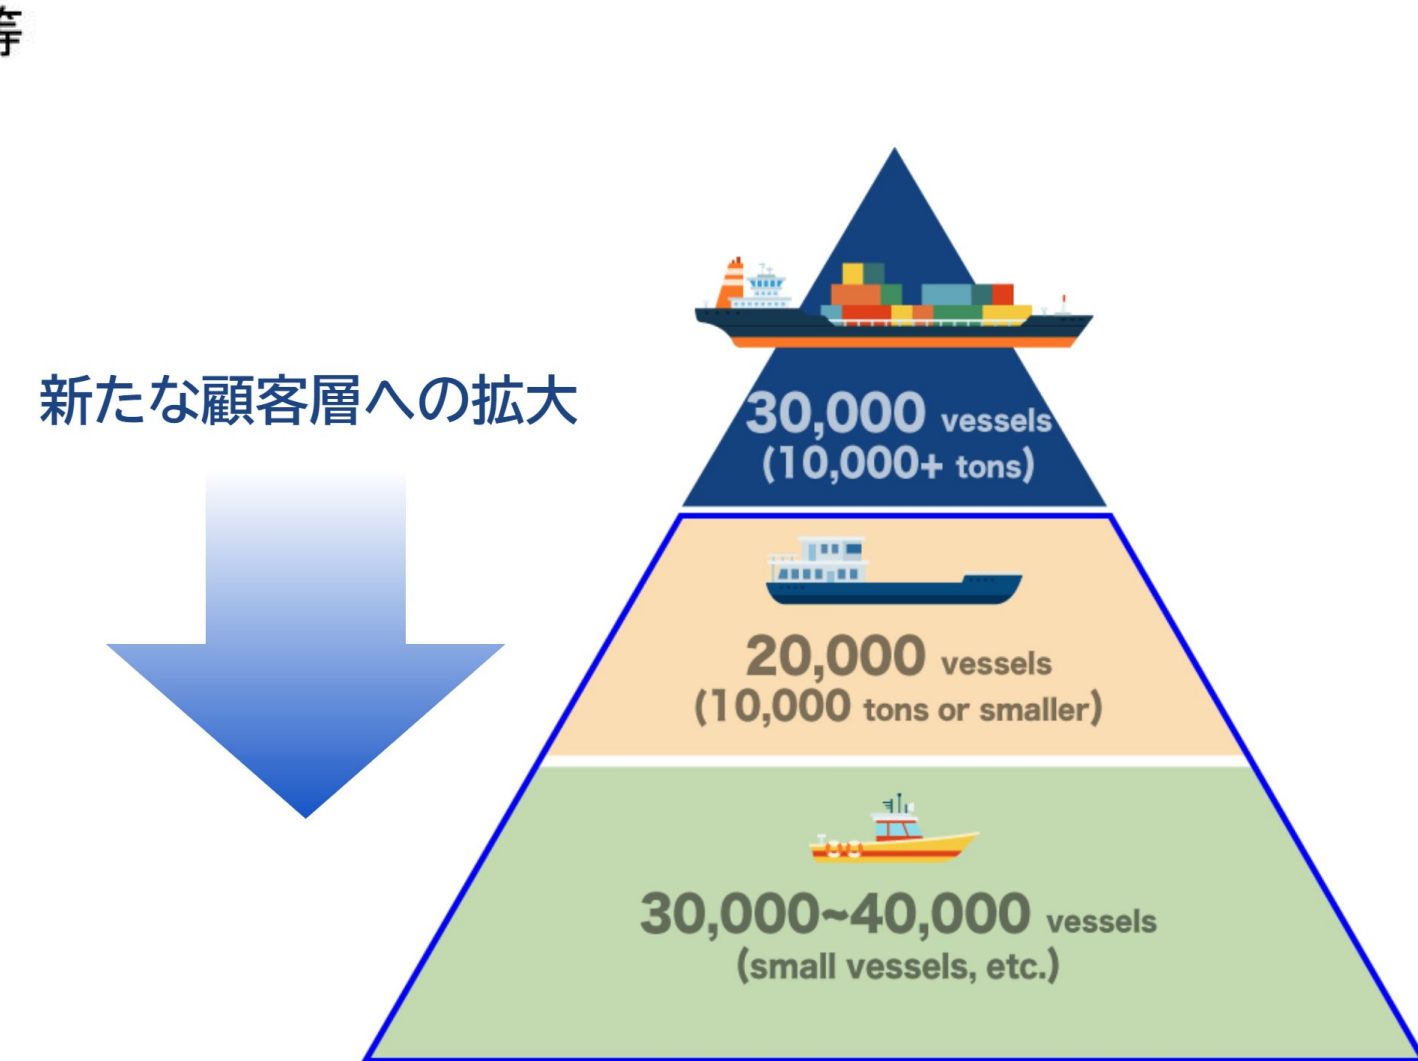 等
新たな顧客層への拡大
30,000 vessels
(10,000+ tons)
20,000 vessels
(10,000 tons or smaller)
30,000~40,000 vessels
(small vessels, etc.)